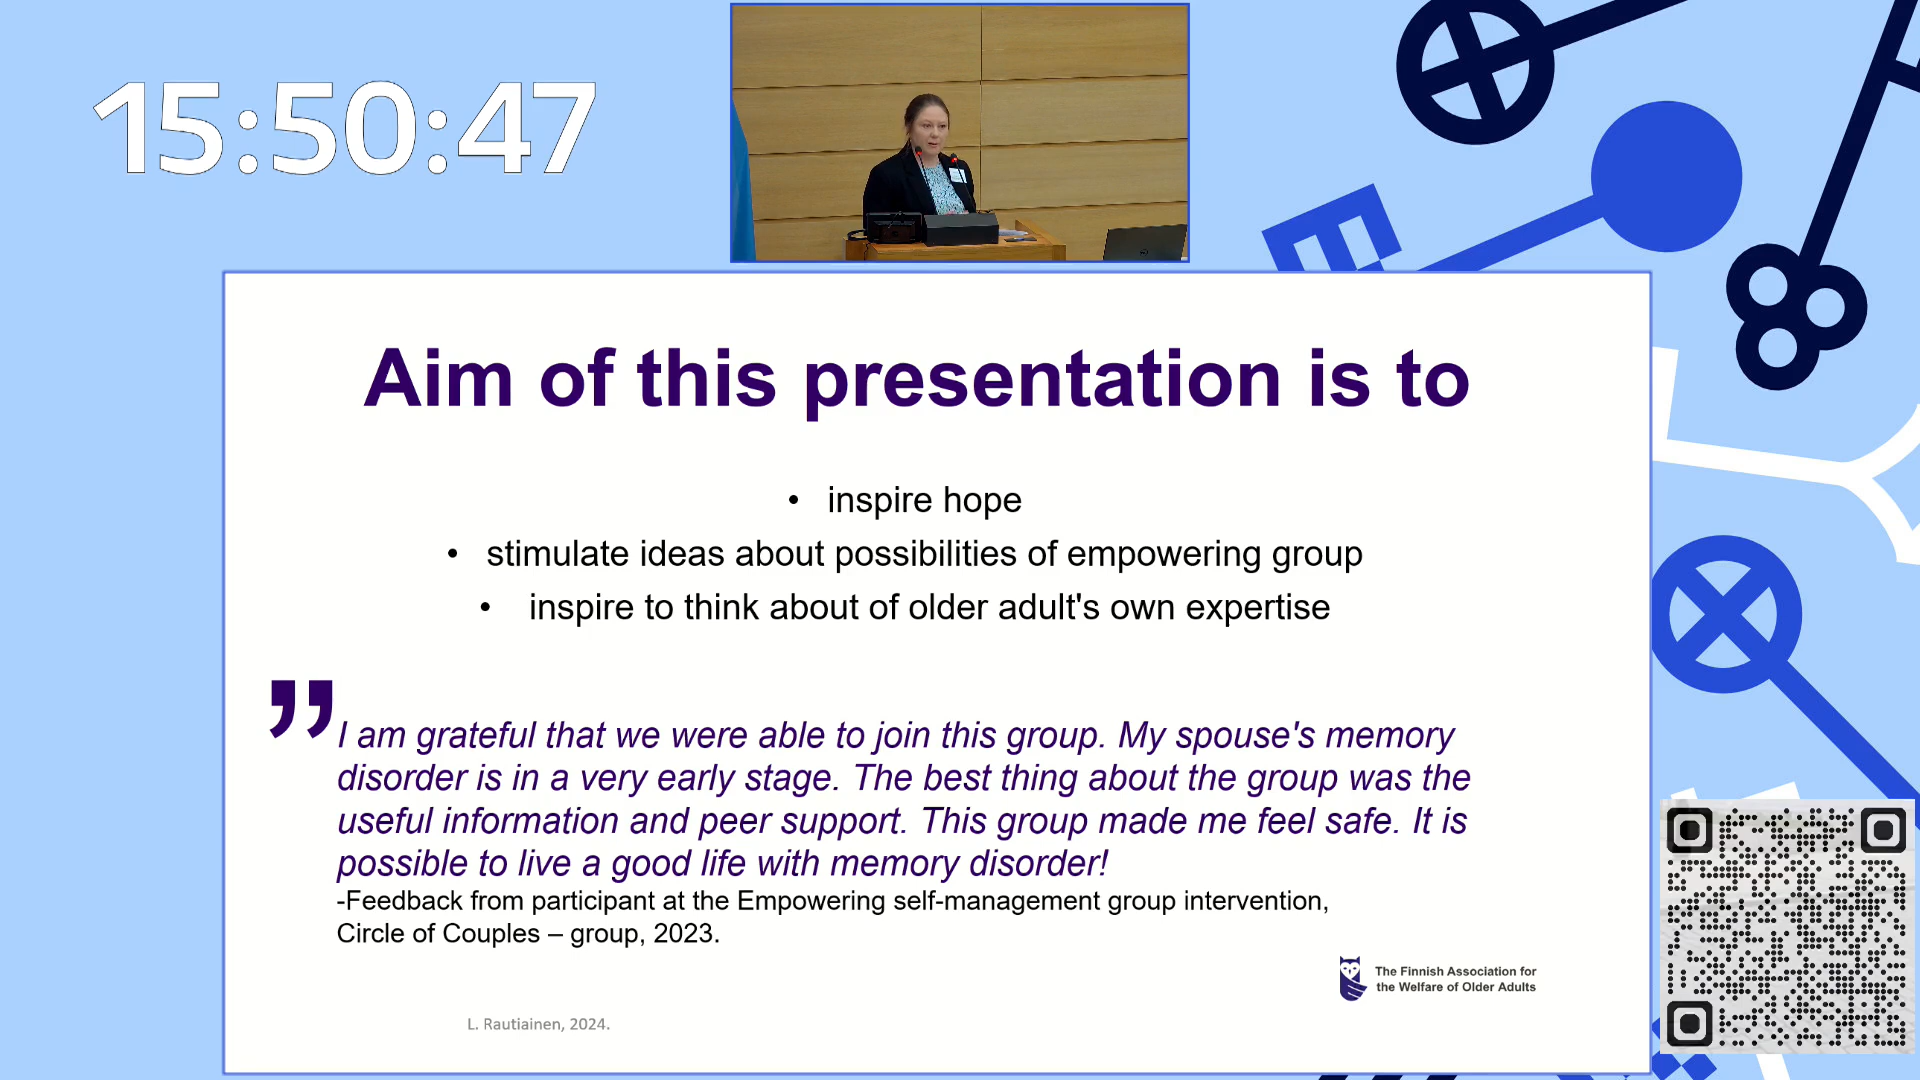 15:50:47
Aim of this presentation is to
• inspire hope
• stimulate ideas about possibilities of empowering group
• inspire to think about of older adult's own expertise
”
I am grateful that we were able to join this group. My spouse's memory
disorder is in a very early stage. The best thing about the group was the
useful information and peer support. This group made me feel safe. It is
possible to live a good life with memory disorder!
-Feedback from participant at the Empowering self-management group intervention,
Circle of Couples – group, 2023.
The Finnish Association for
the Welfare of Older Adults
L. Rautiainen, 2024.